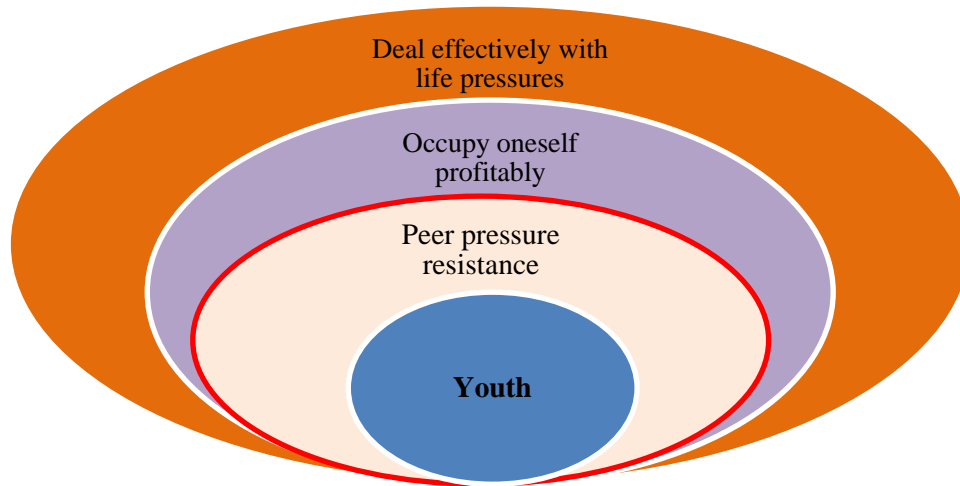 Deal effectively with
life pressures
Occupy oneself
profitably
Peer pressure
resistance
Youth